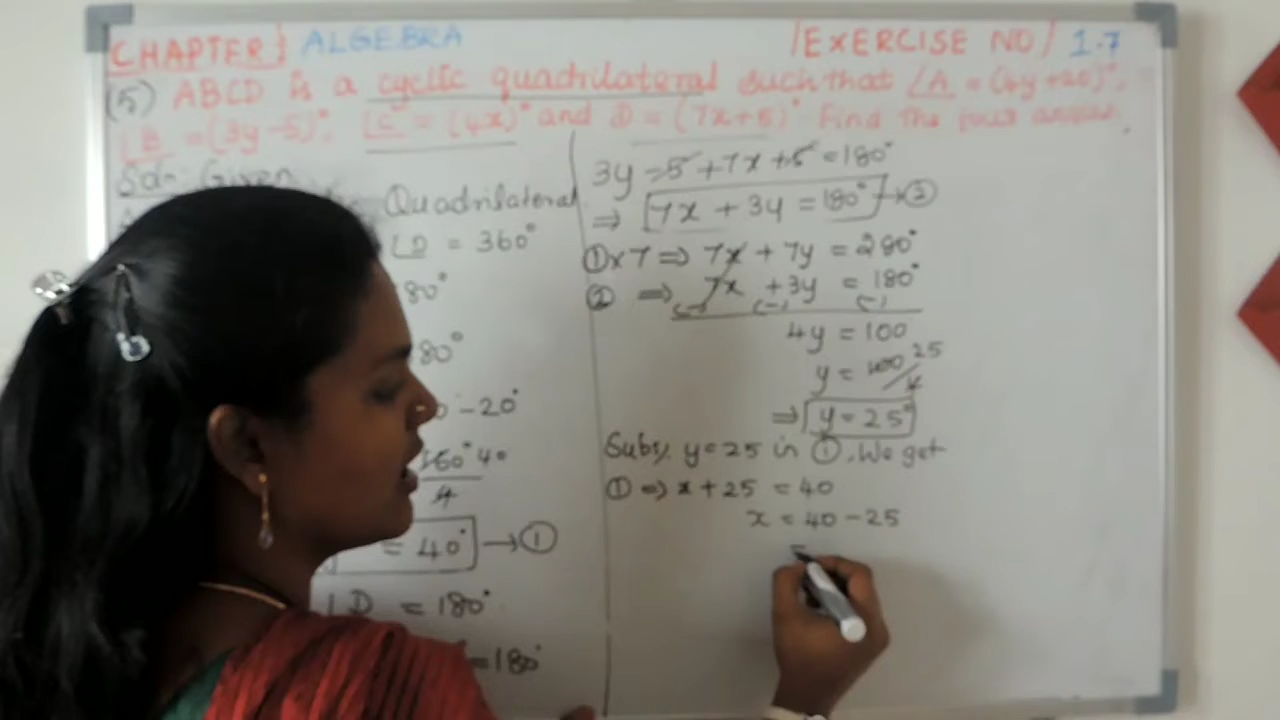 CHAPTER} ALGEBRA /EXERCISE NO/ 1.7
(5) ABCD is a cyclic quadrilateral such that ∠A = (4y+20)°,
∠B = (3y-5)°, ∠C = (4x)° and D = (7x+5)° Find the four angles.
Soln: Given
Quadrilateral
∠D = 360°
80°
80°
0 - 20°
160° 40
4
= 40° → ①
∠D = 180°
= 180°
3y - 5 + 7x + 5 = 180°
⇒ 7x + 3y = 180° → ②
① x 7 ⇒ 7x + 7y = 280°
② ⇒ 7x + 3y = 180°
(-) (-) (-)
4y = 100
y = 100/4 25
⇒ y = 25°
Subs, y = 25 in ①, We get
① ⇒ x + 25 = 40
x = 40 - 25
=